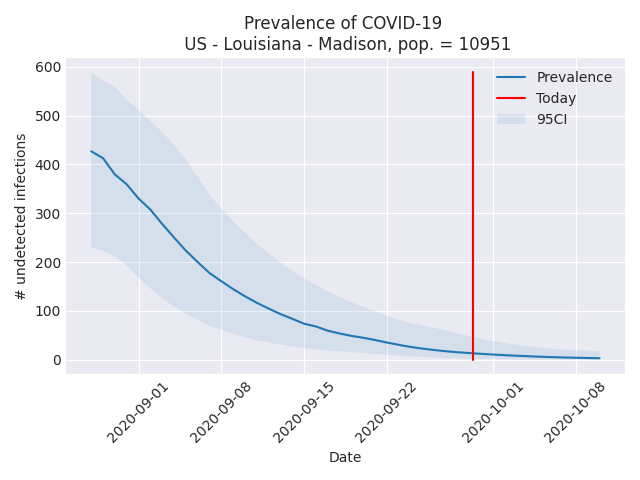 Prevalence of COVID-19
US - Louisiana - Madison, pop. = 10951
600
500
400
300
200
100
0
# undetected infections
Prevalence
Today
95CI
2020-09-01
2020-09-08
2020-09-15
2020-09-22
2020-10-01
2020-10-08
Date